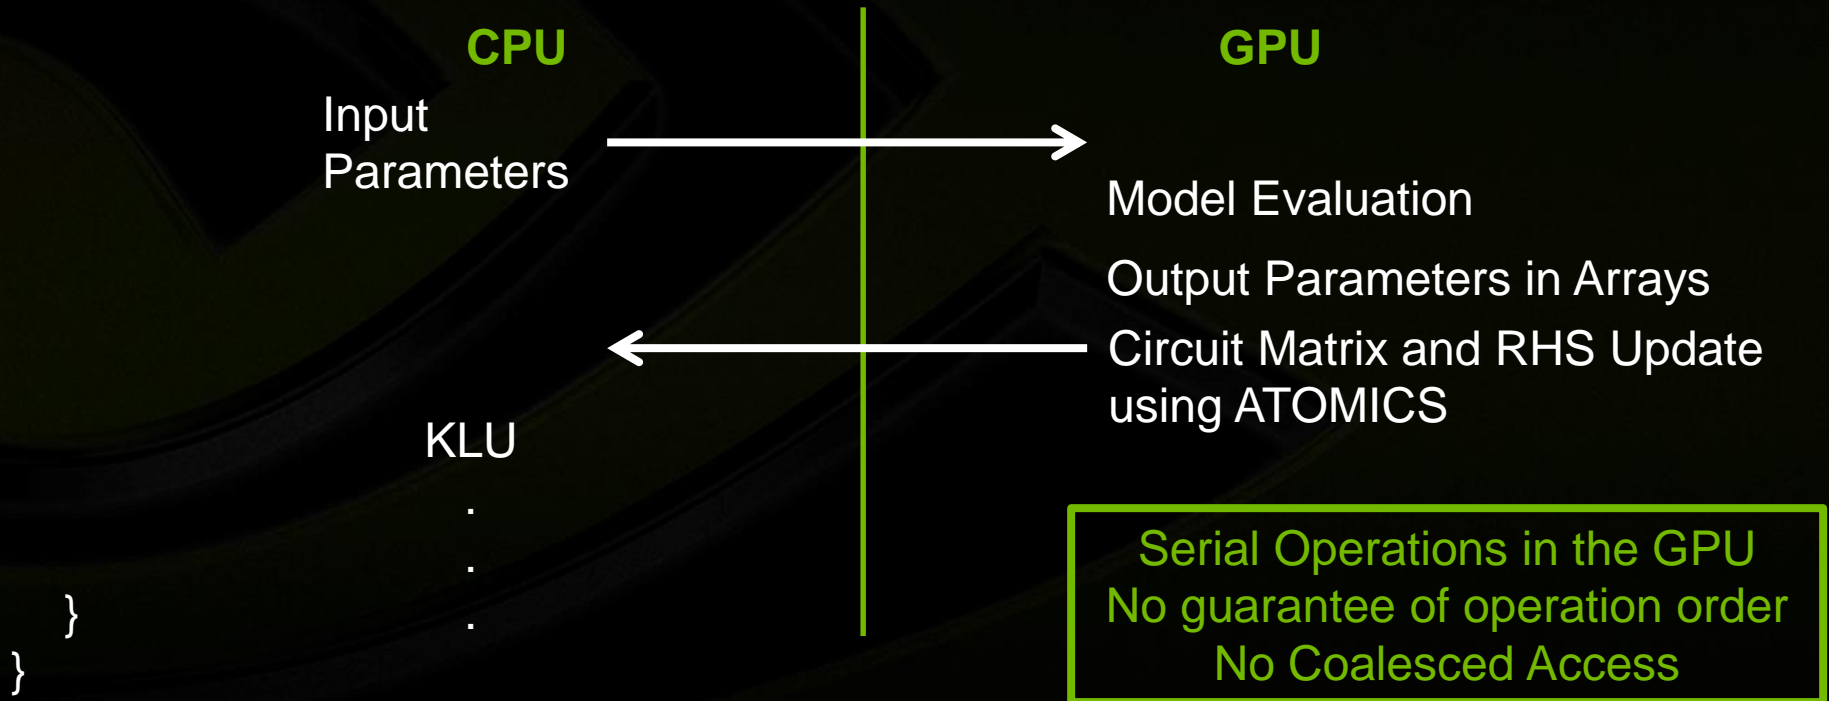 CPU
GPU
Input
Parameters
Model Evaluation
Output Parameters in Arrays
Circuit Matrix and RHS Update
using ATOMICS
KLU
.
.
.
}
}
Serial Operations in the GPU
No guarantee of operation order
No Coalesced Access